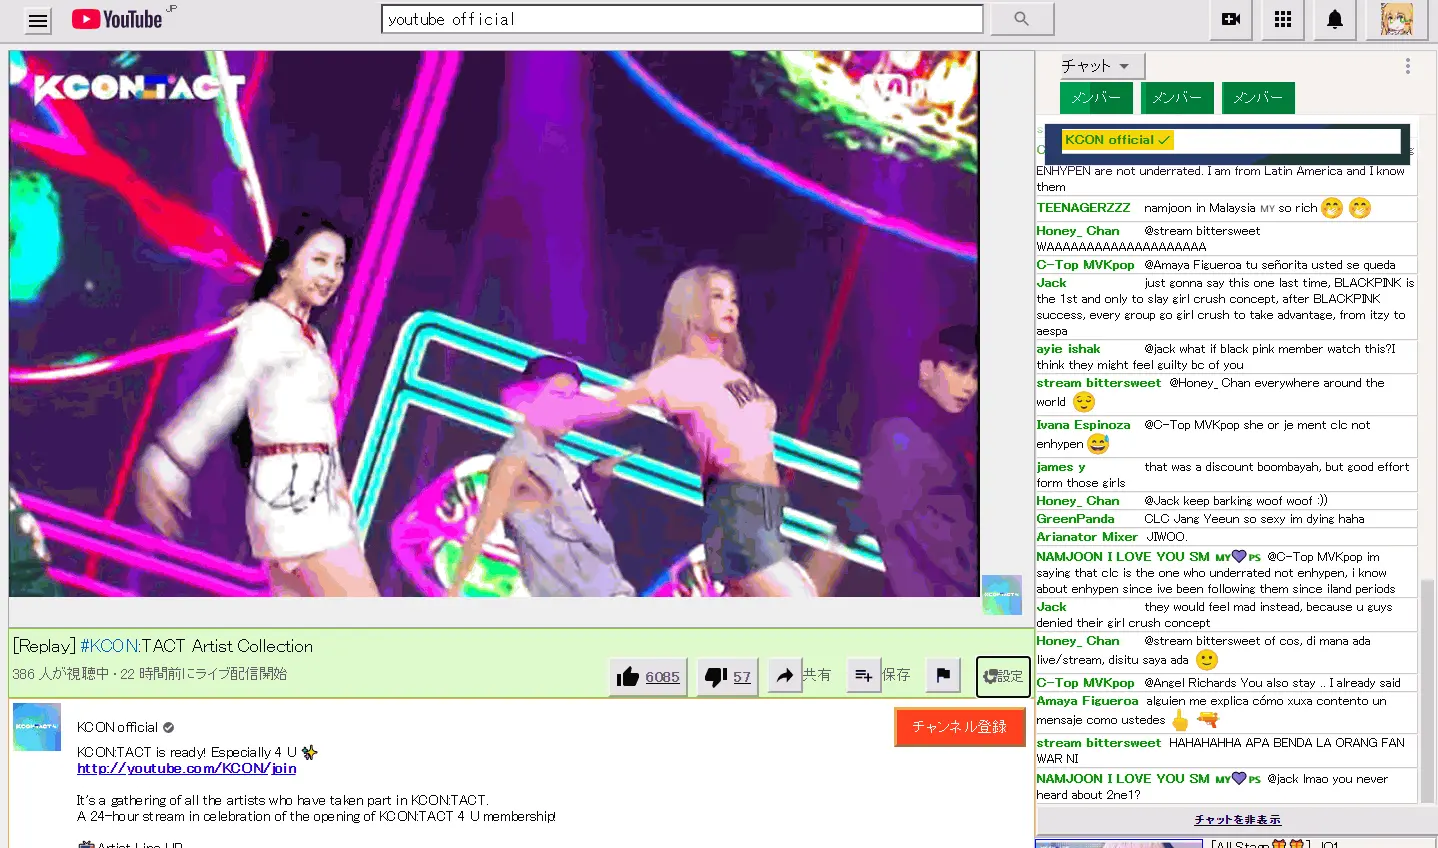 YouTube JP
youtube official
KCON:TACT
チャット
メンバー メンバー メンバー
KCON official
ENHYPEN are not underrated. I am from Latin America and I know
them
TEENAGERZZZ namjoon in Malaysia MY so rich 🤭 🤭
Honey_ Chan @stream bittersweet
WAAAAAAAAAAAAAAAAAAAA
C-Top MVKpop @Amaya Figueroa tu señorita usted se queda
Jack just gonna say this one last time, BLACKPINK is
the 1st and only to slay girl crush concept, after BLACKPINK
success, every group go girl crush to take advantage, from itzy to
aespa
ayie ishak @jack what if black pink member watch this?I
think they might feel guilty bc of you
stream bittersweet @Honey_ Chan everywhere around the
world 😌
Ivana Espinoza @C-Top MVKpop she or je ment clc not
enhypen 😅
james y that was a discount boombayah, but good effort
form those girls
Honey_ Chan @Jack keep barking woof woof :))
GreenPanda CLC Jang Yeeun so sexy im dying haha
Arianator Mixer JIWOO.
NAMJOON I LOVE YOU SM MY💜PS @C-Top MVKpop im
saying that clc is the one who underrated not enhypen, i know
about enhypen since ive been following them since iland periods
Jack they would feel mad instead, because u guys
denied their girl crush concept
Honey_ Chan @stream bittersweet of cos, di mana ada
live/stream, disitu saya ada 🙂
C-Top MVKpop @Angel Richards You also stay .. I already said
Amaya Figueroa alguien me explica cómo xuxa contento un
mensaje como ustedes 👆 🔫
stream bittersweet HAHAHAHHA APA BENDA LA ORANG FAN
WAR NI
NAMJOON I LOVE YOU SM MY💜PS @jack lmao you never
heard about 2ne1?
チャットを非表示
[All Stage🎁🎁] JO1
[Replay] #KCON:TACT Artist Collection
386 人が視聴中・22 時間前にライブ配信開始
6085 57 共有 保存 設定
KCON official
チャンネル登録
KCON:TACT is ready! Especially 4 U ✨
http://youtube.com/KCON/join
It's a gathering of all the artists who have taken part in KCON:TACT.
A 24-hour stream in celebration of the opening of KCON:TACT 4 U membership!
Artist Line UP